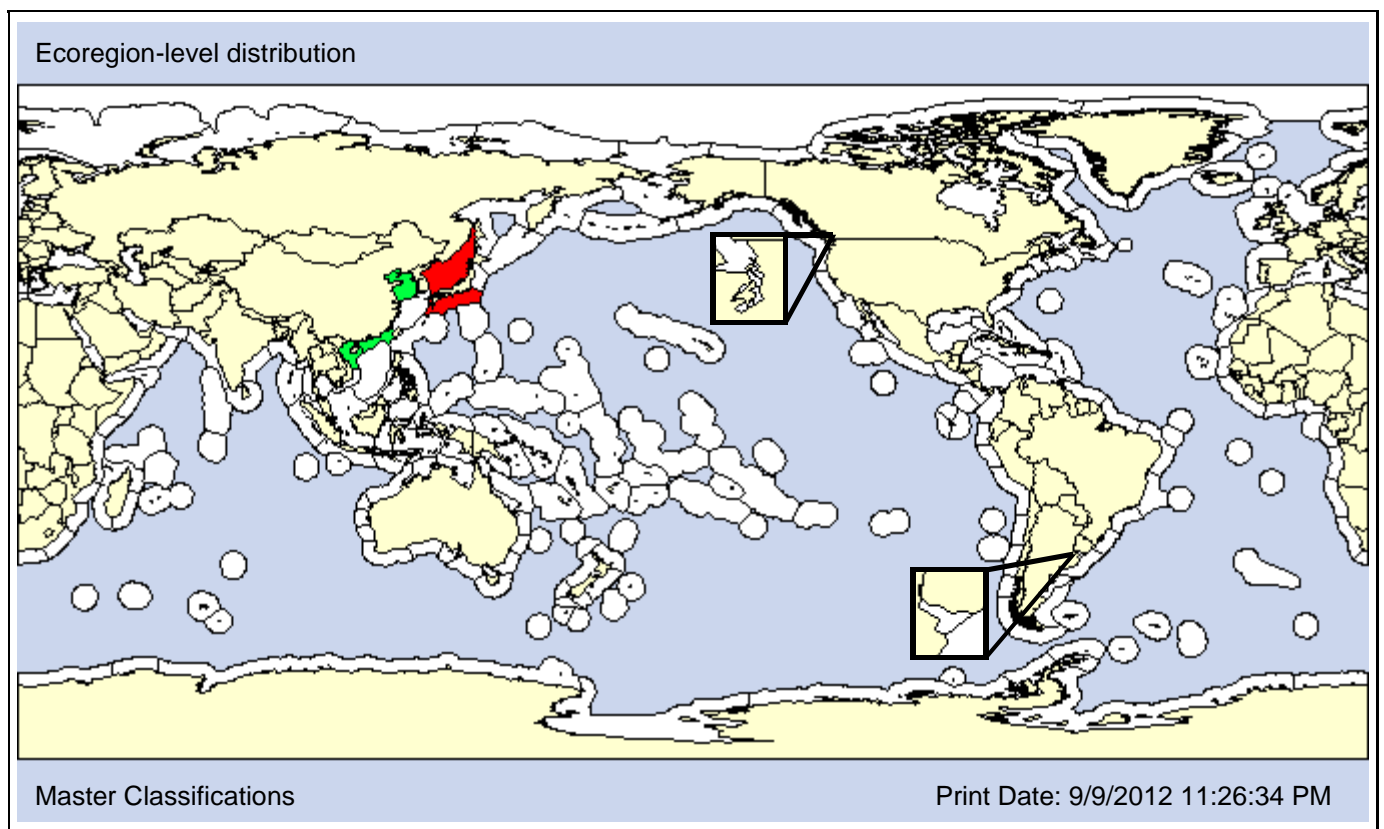 Ecoregion-level distribution
Master Classifications
Print Date: 9/9/2012 11:26:34 PM